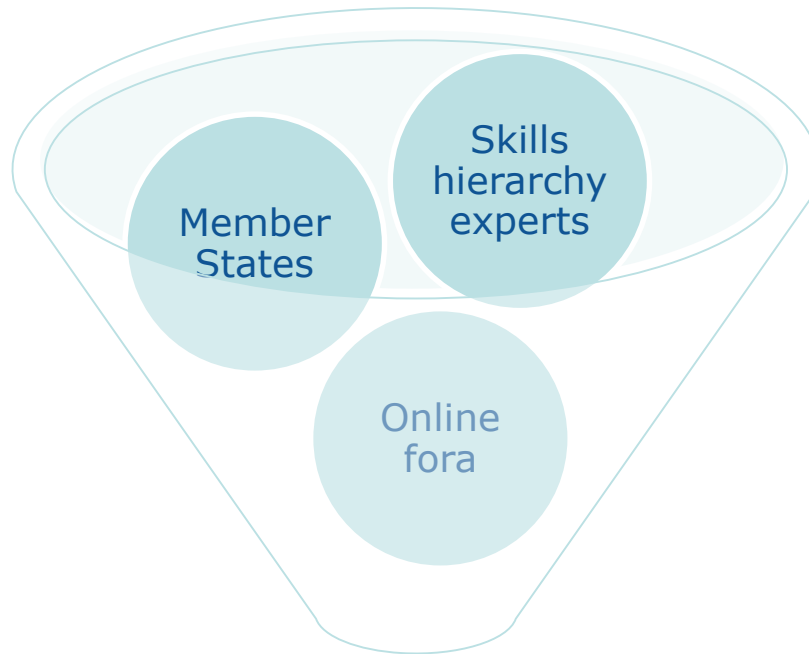 Skills
hierarchy
experts
Member
States
Online
fora